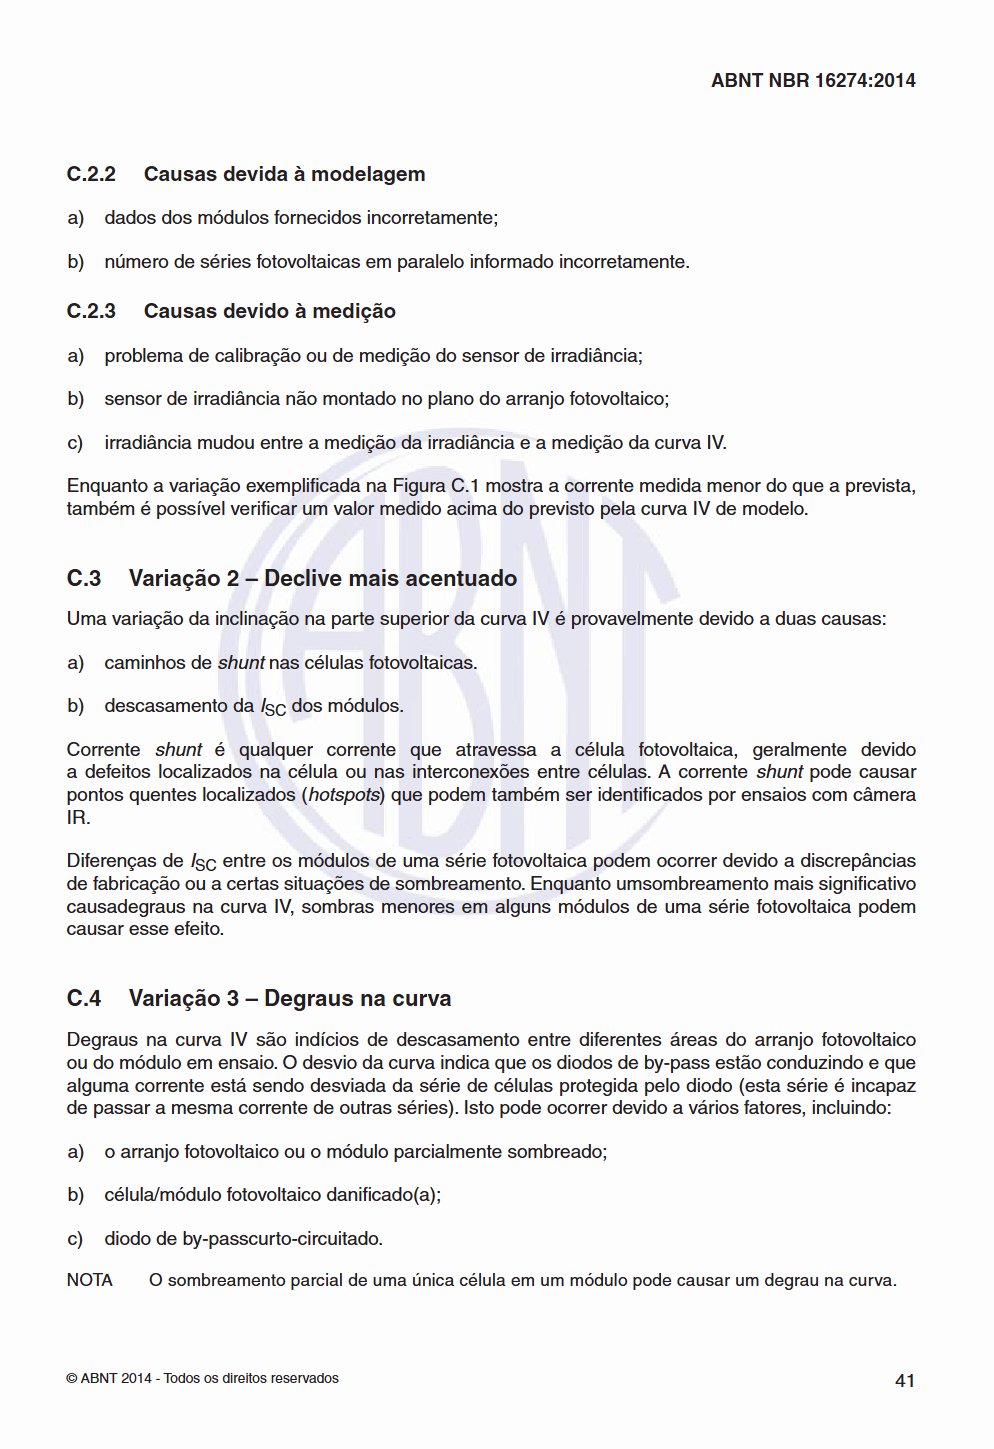 ABNT NBR 16274:2014
C.2.2 Causas devida à modelagem
a) dados dos módulos fornecidos incorretamente;
b) número de séries fotovoltaicas em paralelo informado incorretamente.
C.2.3 Causas devido à medição
a) problema de calibração ou de medição do sensor de irradiância;
b) sensor de irradiância não montado no plano do arranjo fotovoltaico;
c) irradiância mudou entre a medição da irradiância e a medição da curva IV.
Enquanto a variação exemplificada na Figura C.1 mostra a corrente medida menor do que a prevista,
também é possível verificar um valor medido acima do previsto pela curva IV de modelo.
C.3 Variação 2 – Declive mais acentuado
Uma variação da inclinação na parte superior da curva IV é provavelmente devido a duas causas:
a) caminhos de shunt nas células fotovoltaicas.
b) descasamento da ISC dos módulos.
Corrente shunt é qualquer corrente que atravessa a célula fotovoltaica, geralmente devido
a defeitos localizados na célula ou nas interconexões entre células. A corrente shunt pode causar
pontos quentes localizados (hotspots) que podem também ser identificados por ensaios com câmera
IR.
Diferenças de ISC entre os módulos de uma série fotovoltaica podem ocorrer devido a discrepâncias
de fabricação ou a certas situações de sombreamento. Enquanto umsombreamento mais significativo
causadegraus na curva IV, sombras menores em alguns módulos de uma série fotovoltaica podem
causar esse efeito.
C.4 Variação 3 – Degraus na curva
Degraus na curva IV são indícios de descasamento entre diferentes áreas do arranjo fotovoltaico
ou do módulo em ensaio. O desvio da curva indica que os diodos de by-pass estão conduzindo e que
alguma corrente está sendo desviada da série de células protegida pelo diodo (esta série é incapaz
de passar a mesma corrente de outras séries). Isto pode ocorrer devido a vários fatores, incluindo:
a) o arranjo fotovoltaico ou o módulo parcialmente sombreado;
b) célula/módulo fotovoltaico danificado(a);
c) diodo de by-passcurto-circuitado.
NOTA O sombreamento parcial de uma única célula em um módulo pode causar um degrau na curva.
© ABNT 2014 - Todos os direitos reservados
41
ABNT